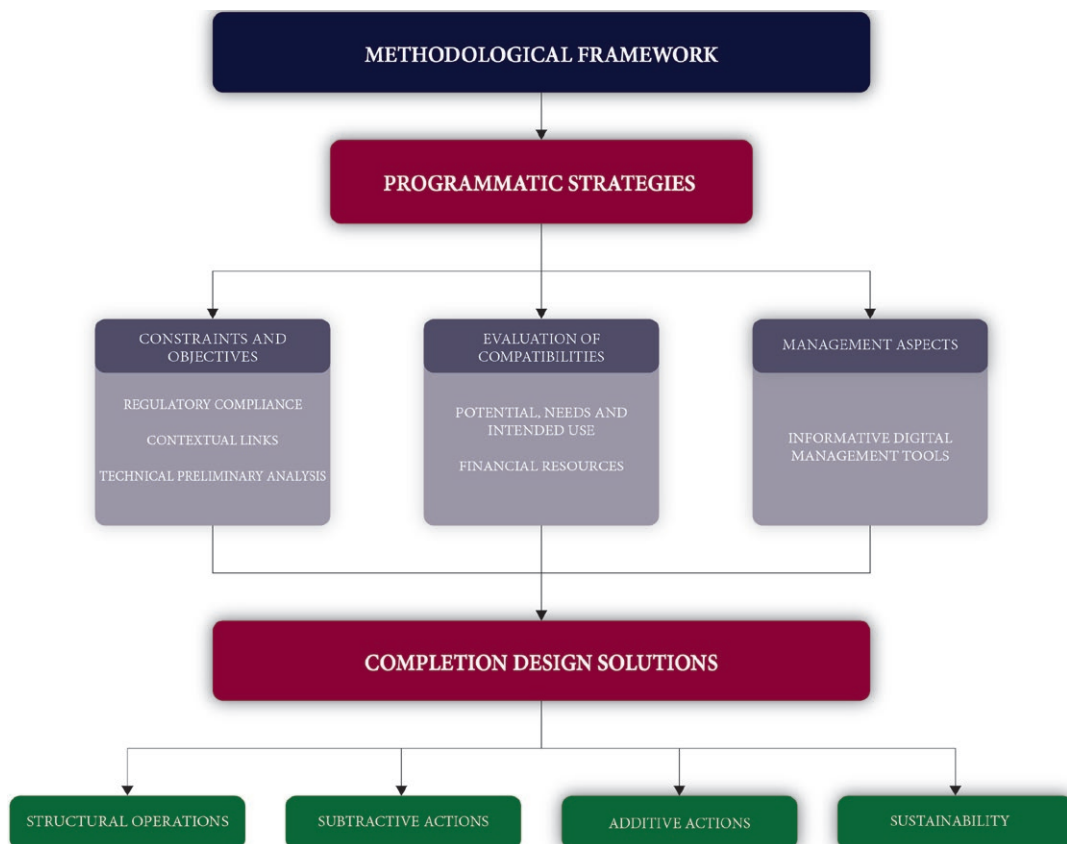 METHODOLOGICAL FRAMEWORK
PROGRAMMATIC STRATEGIES
CONSTRAINTS AND
OBJECTIVES
REGULATORY COMPLIANCE
CONTEXTUAL LINKS
TECHNICAL PRELIMINARY ANALYSIS
EVALUATION OF
COMPATIBILITIES
POTENTIAL, NEEDS AND
INTENDED USE
FINANCIAL RESOURCES
MANAGEMENT ASPECTS
INFORMATIVE DIGITAL
MANAGEMENT TOOLS
COMPLETION DESIGN SOLUTIONS
STRUCTURAL OPERATIONS
SUBTRACTIVE ACTIONS
ADDITIVE ACTIONS
SUSTAINABILITY